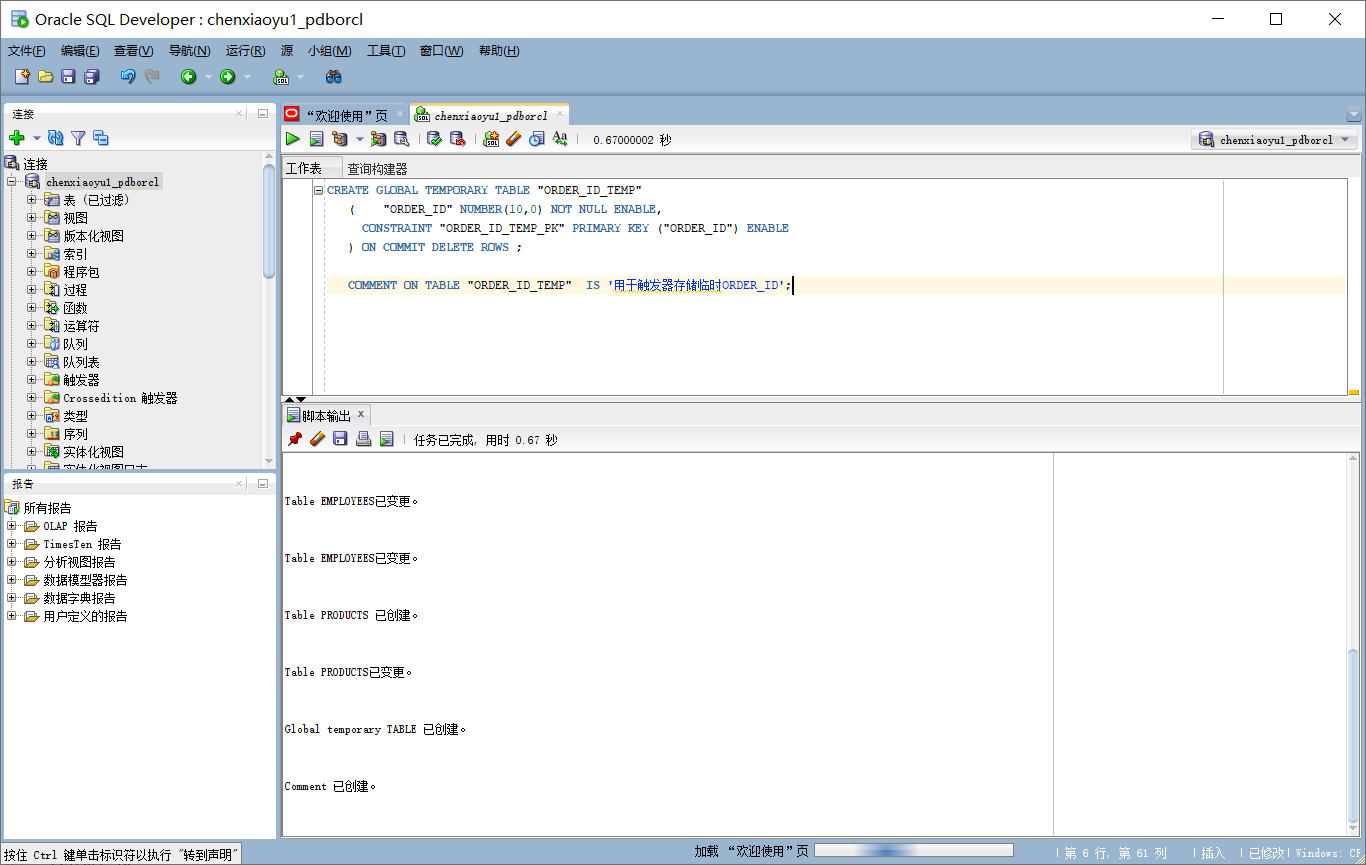 Oracle SQL Developer : chenxiaoyu1_pdborcl
文件(F) 编辑(E) 查看(V) 导航(N) 运行(R) 源 小组(M) 工具(T) 窗口(W) 帮助(H)
连接
连接
chenxiaoyu1_pdborcl
表 (已过滤)
视图
版本化视图
索引
程序包
过程
函数
运算符
队列
队列表
触发器
Crossedition 触发器
类型
序列
实体化视图
实体化视图日志
报告
所有报告
OLAP 报告
TimesTen 报告
分析视图报告
数据模型器报告
数据字典报告
用户定义的报告
“欢迎使用”页 chenxiaoyu1_pdborcl
0.67000002 秒 chenxiaoyu1_pdborcl
工作表 查询构建器
CREATE GLOBAL TEMPORARY TABLE "ORDER_ID_TEMP"
( "ORDER_ID" NUMBER(10,0) NOT NULL ENABLE,
CONSTRAINT "ORDER_ID_TEMP_PK" PRIMARY KEY ("ORDER_ID") ENABLE
) ON COMMIT DELETE ROWS ;
COMMENT ON TABLE "ORDER_ID_TEMP" IS '用于触发器存储临时ORDER_ID';
脚本输出
任务已完成, 用时 0.67 秒
Table EMPLOYEES已变更。
Table EMPLOYEES已变更。
Table PRODUCTS 已创建。
Table PRODUCTS已变更。
Global temporary TABLE 已创建。
Comment 已创建。
按住 Ctrl 键单击标识符以执行 "转到声明" 加载 “欢迎使用”页 第 6 行, 第 61 列 插入 已修改 Windows: CR